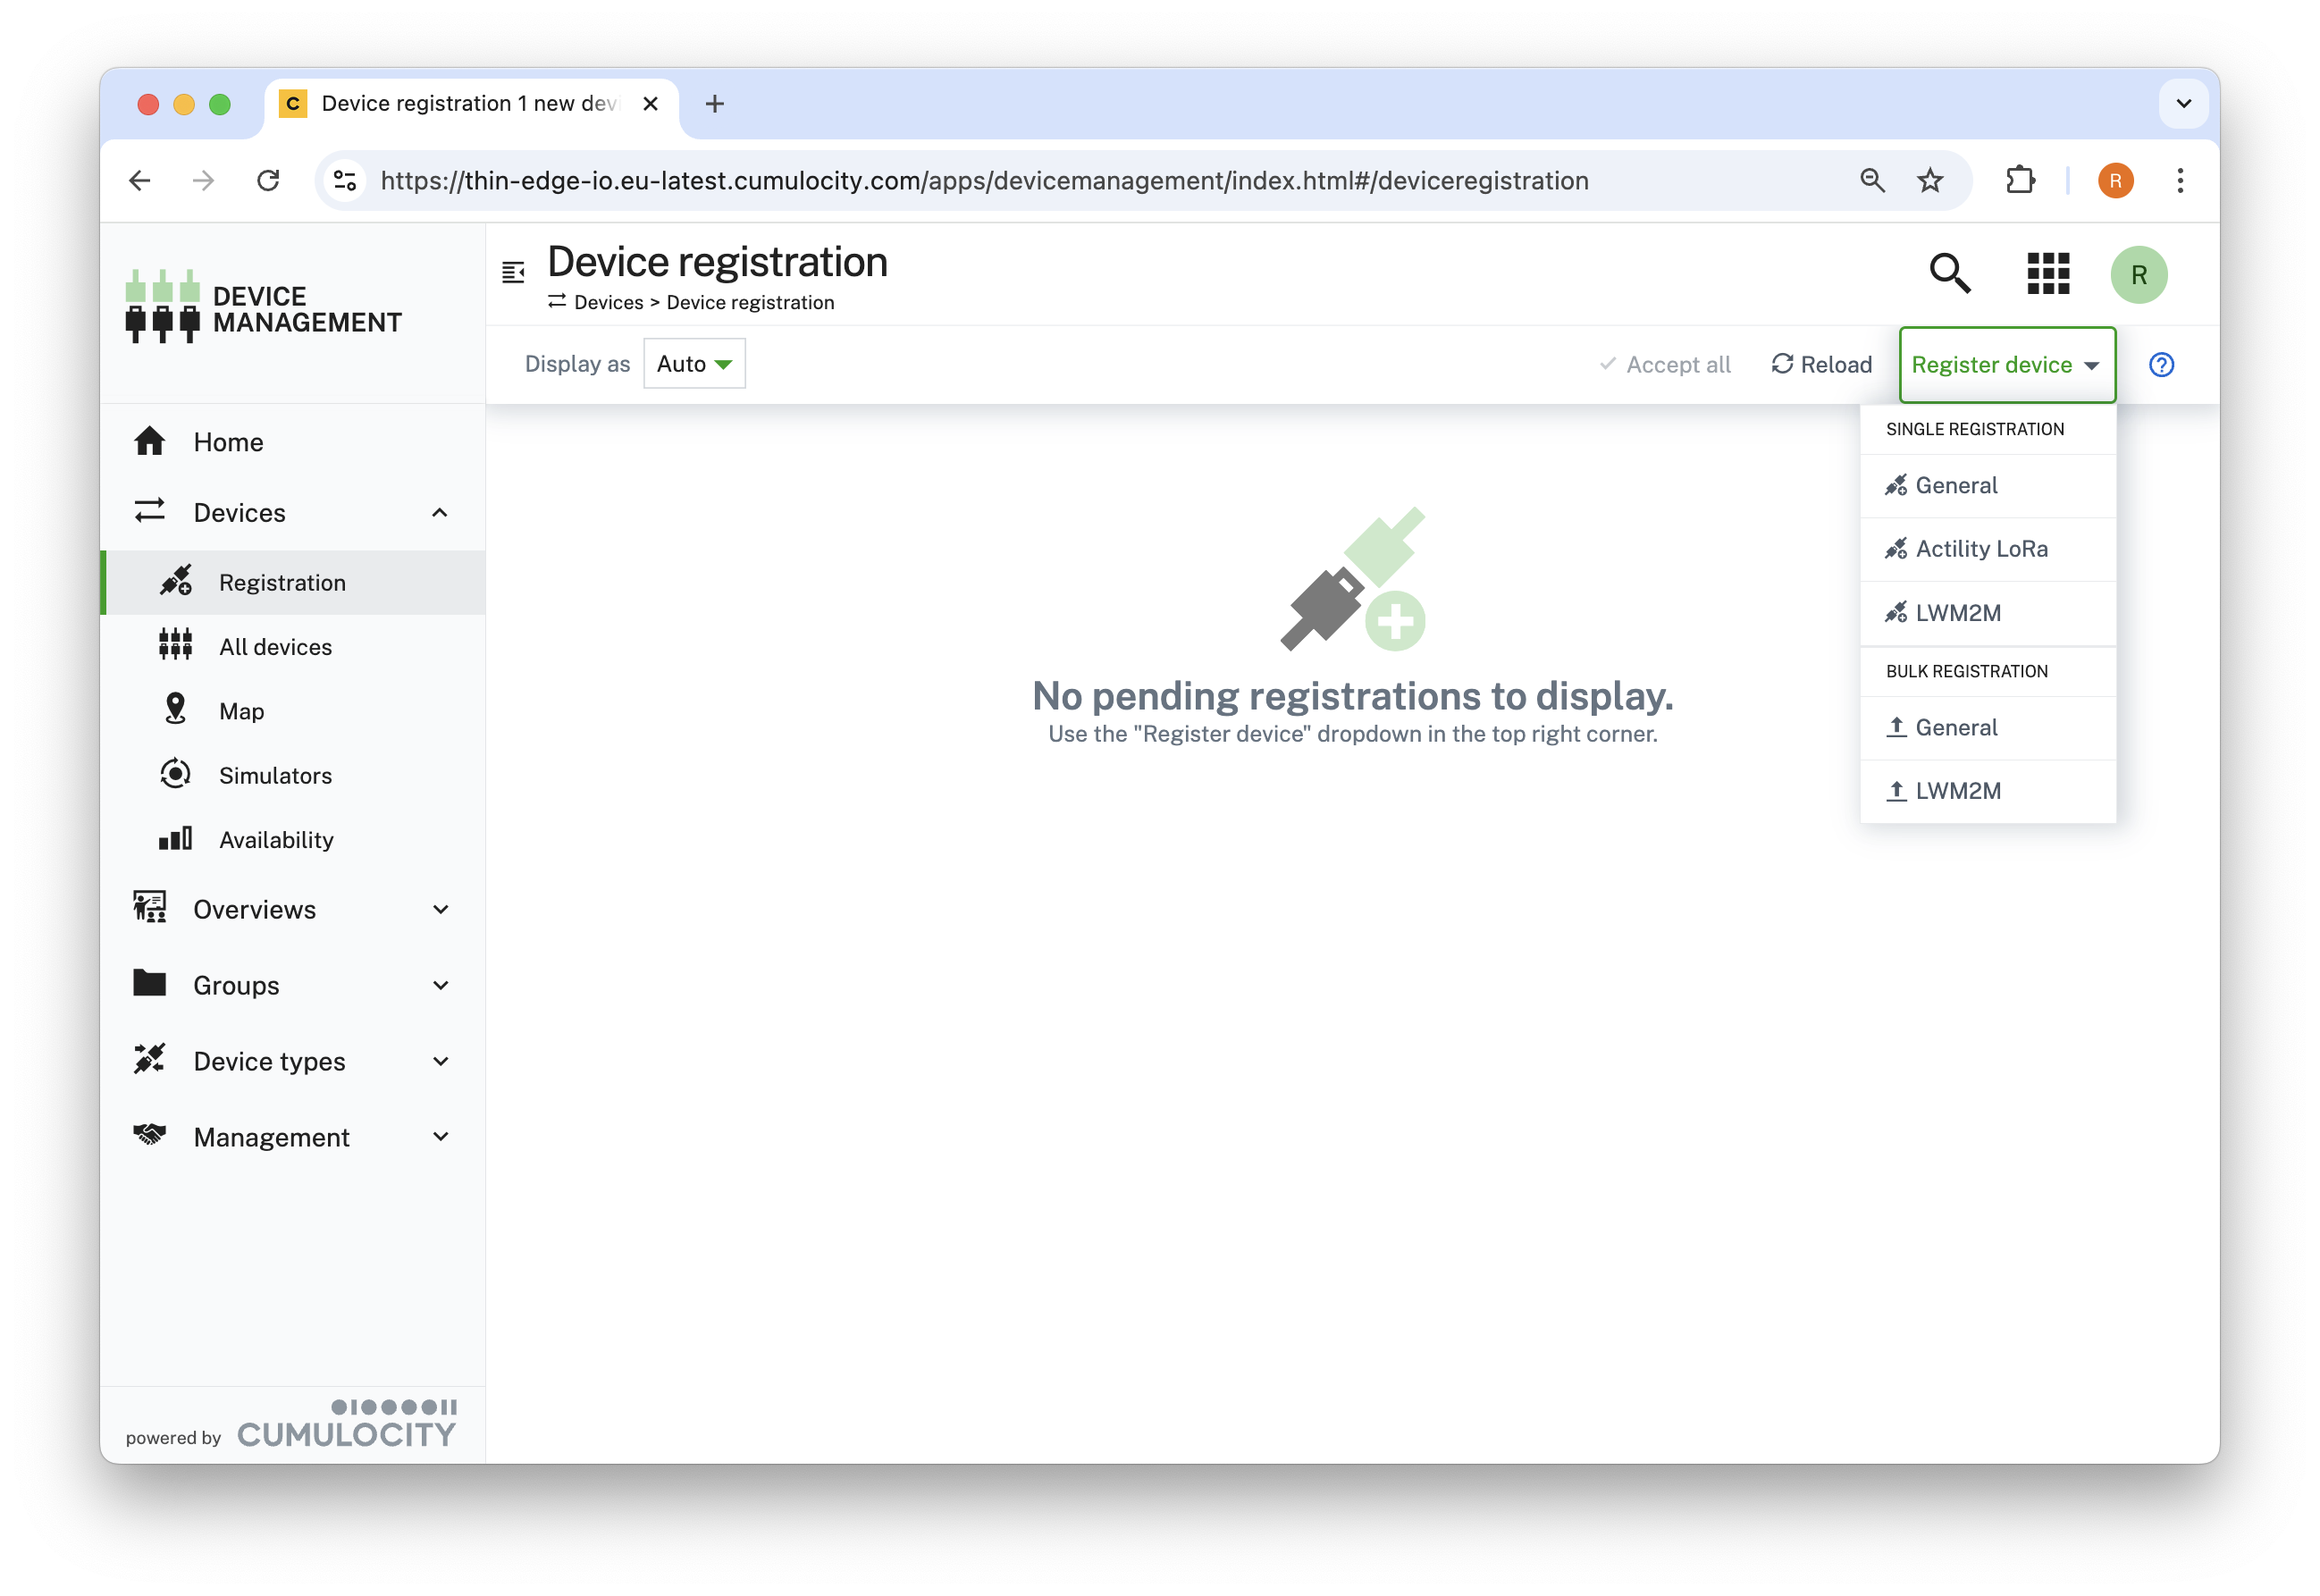 C Device registration 1 new dev
https://thin-edge-io.eu-latest.cumulocity.com/apps/devicemanagement/index.html#/deviceregistration
R
DEVICE
MANAGEMENT
Device registration
Devices > Device registration
R
Display as Auto
Accept all
Reload
Register device
SINGLE REGISTRATION
General
Actility LoRa
LWM2M
BULK REGISTRATION
General
LWM2M
Home
Devices
Registration
All devices
Map
Simulators
Availability
Overviews
Groups
Device types
Management
No pending registrations to display.
Use the "Register device" dropdown in the top right corner.
powered by CUMULOCITY